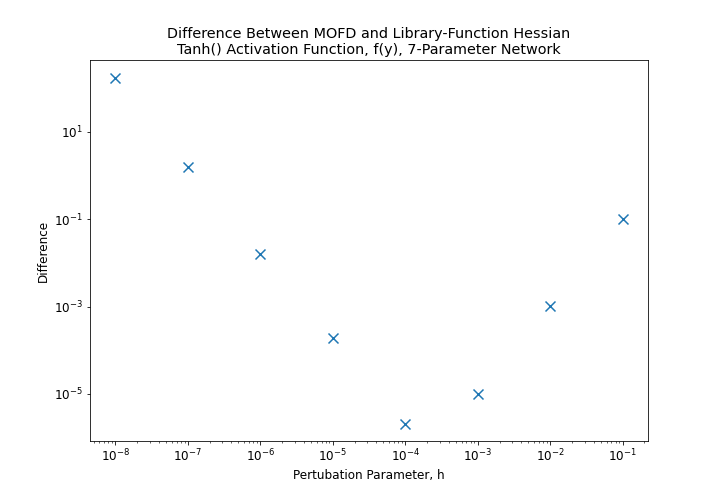 Difference Between MOFD and Library-Function Hessian
Tanh() Activation Function, f(y), 7-Parameter Network
Difference
10¹
10⁻¹
10⁻³
10⁻⁵
10⁻⁸ 10⁻⁷ 10⁻⁶ 10⁻⁵ 10⁻⁴ 10⁻³ 10⁻² 10⁻¹
Pertubation Parameter, h